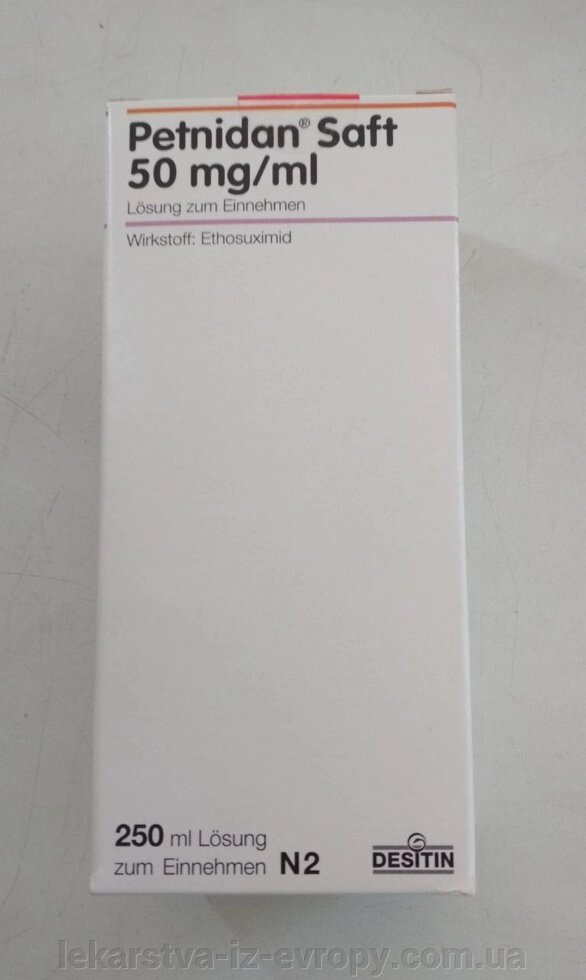 Petnidan® Saft
50 mg/ml
Lösung zum Einnehmen
Wirkstoff: Ethosuximid
250 ml Lösung
zum Einnehmen N2
DESITIN
lekarstva-iz-evropy.com.ua